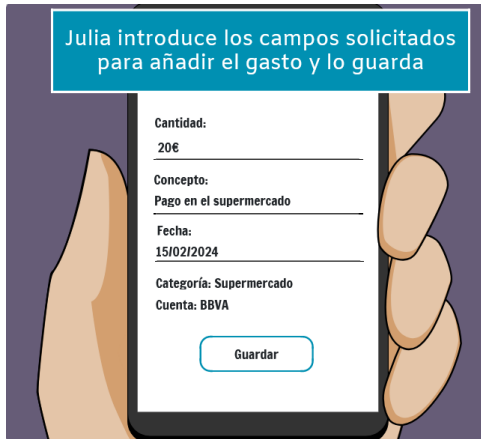 Julia introduce los campos solicitados
para añadir el gasto y lo guarda
Cantidad:
20€
Concepto:
Pago en el supermercado
Fecha:
15/02/2024
Categoría: Supermercado
Cuenta: BBVA
Guardar